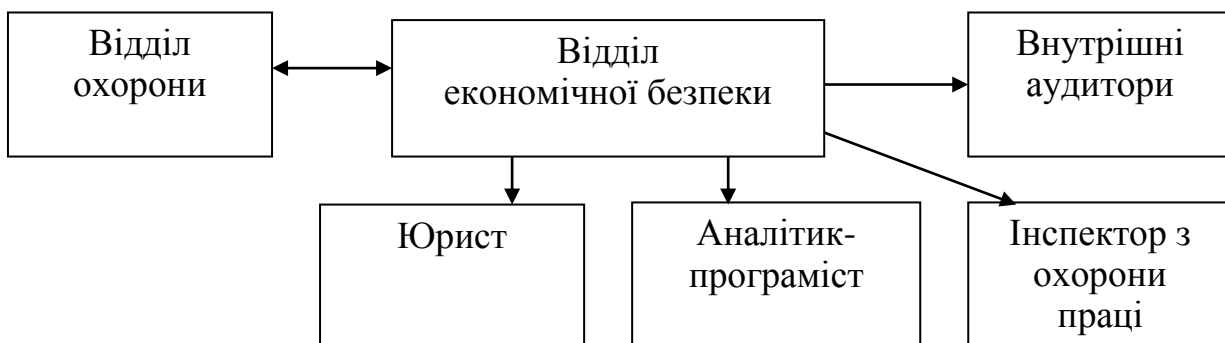 Відділ
охорони
Відділ
економічної безпеки
Внутрішні
аудитори
Юрист
Аналітик-
програміст
Інспектор з
охорони
праці